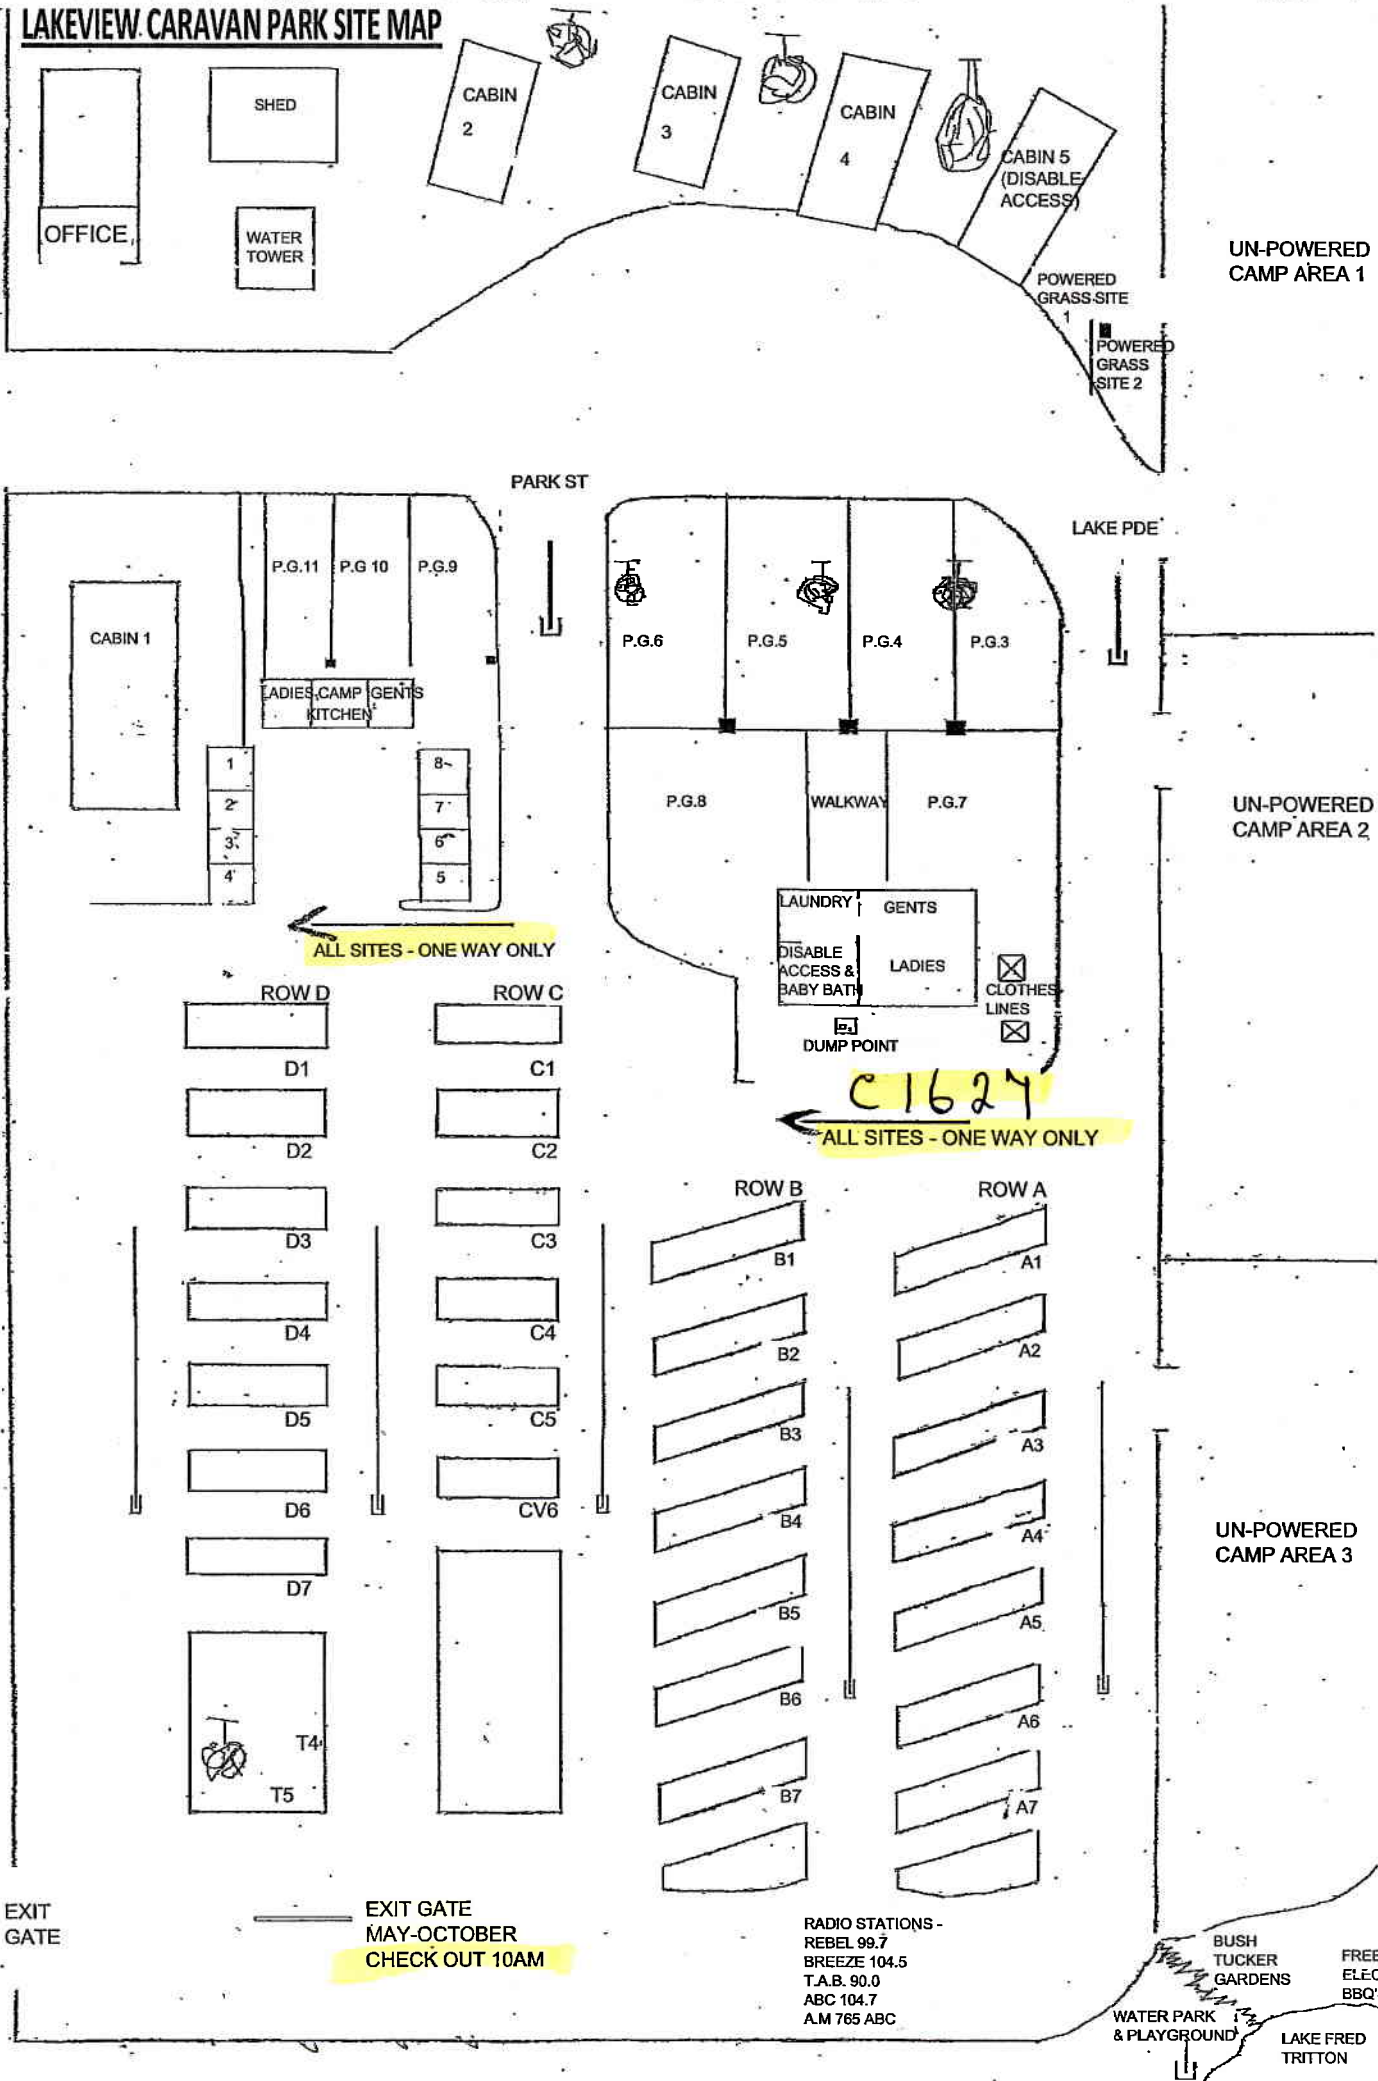 LAKEVIEW CARAVAN PARK SITE MAP
SHED
CABIN
2
CABIN
3
CABIN
4
CABIN 5
(DISABLE
ACCESS)
OFFICE
WATER
TOWER
UN-POWERED
CAMP AREA 1
POWERED
GRASS SITE
1
POWERED
GRASS
SITE 2
PARK ST
LAKE PDE
P.G.11
P.G 10
P.G.9
CABIN 1
P.G.6
P.G.5
P.G.4
P.G.3
LADIES
CAMP
KITCHEN
GENTS
1
2
3
4
8
7
6
5
P.G.8
WALKWAY
P.G.7
UN-POWERED
CAMP AREA 2
LAUNDRY
GENTS
DISABLE
ACCESS &
BABY BATH
LADIES
CLOTHES
LINES
DUMP POINT
ALL SITES - ONE WAY ONLY
C1627
ALL SITES - ONE WAY ONLY
ROW D
ROW C
D1
C1
D2
C2
D3
C3
D4
C4
D5
C5
D6
CV6
D7
T4
T5
ROW B
ROW A
B1
A1
B2
A2
B3
A3
B4
A4
B5
A5
B6
A6
B7
A7
UN-POWERED
CAMP AREA 3
EXIT
GATE
EXIT GATE
MAY-OCTOBER
CHECK OUT 10AM
RADIO STATIONS -
REBEL 99.7
BREEZE 104.5
T.A.B. 90.0
ABC 104.7
A.M 765 ABC
BUSH
TUCKER
GARDENS
FREE
ELEC
BBQ'
WATER PARK
& PLAYGROUND
LAKE FRED
TRITTON